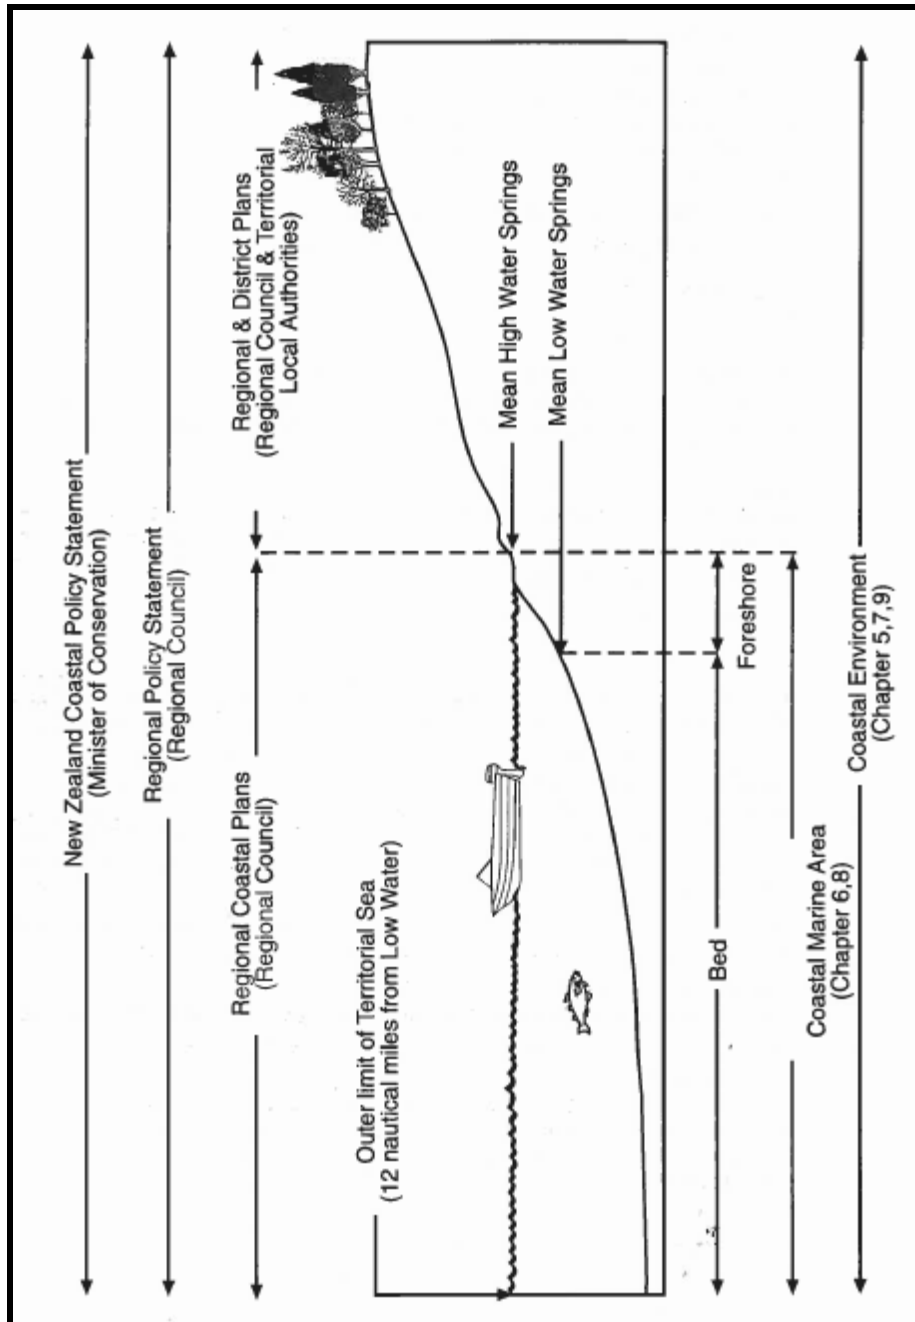 New Zealand Coastal Policy Statement
(Minister of Conservation)
Regional Policy Statement
(Regional Council)
Regional Coastal Plans
(Regional Council)
Regional & District Plans
(Regional Council & Territorial
Local Authorities)
Outer limit of Territorial Sea
(12 nautical miles from Low Water)
Mean High Water Springs
Mean Low Water Springs
Foreshore
Bed
Coastal Marine Area
(Chapter 6,8)
Coastal Environment
(Chapter 5,7,9)